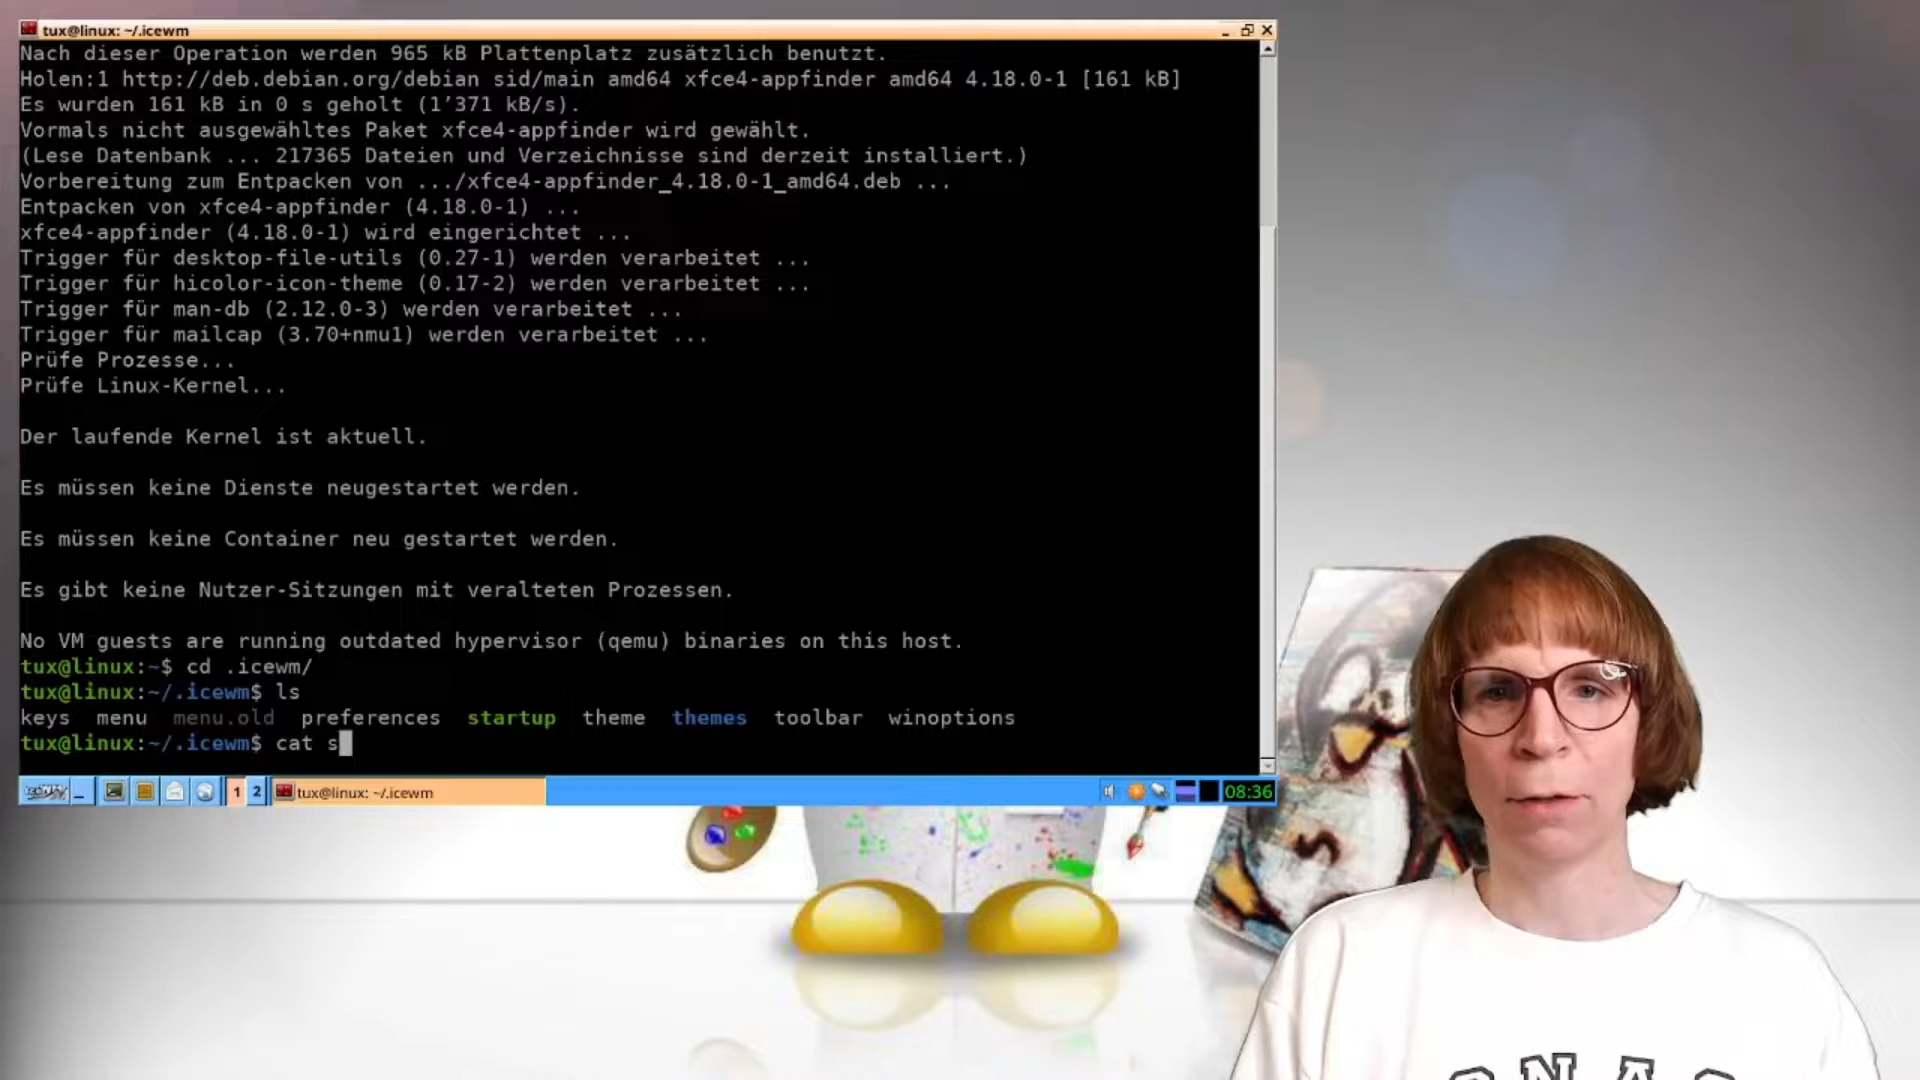 tux@linux: ~/.icewm
Nach dieser Operation werden 965 kB Plattenplatz zusätzlich benutzt.
Holen:1 http://deb.debian.org/debian sid/main amd64 xfce4-appfinder amd64 4.18.0-1 [161 kB]
Es wurden 161 kB in 0 s geholt (1’371 kB/s).
Vormals nicht ausgewähltes Paket xfce4-appfinder wird gewählt.
(Lese Datenbank ... 217365 Dateien und Verzeichnisse sind derzeit installiert.)
Vorbereitung zum Entpacken von .../xfce4-appfinder_4.18.0-1_amd64.deb ...
Entpacken von xfce4-appfinder (4.18.0-1) ...
xfce4-appfinder (4.18.0-1) wird eingerichtet ...
Trigger für desktop-file-utils (0.27-1) werden verarbeitet ...
Trigger für hicolor-icon-theme (0.17-2) werden verarbeitet ...
Trigger für man-db (2.12.0-3) werden verarbeitet ...
Trigger für mailcap (3.70+nmu1) werden verarbeitet ...
Prüfe Prozesse...
Prüfe Linux-Kernel...
Der laufende Kernel ist aktuell.
Es müssen keine Dienste neugestartet werden.
Es müssen keine Container neu gestartet werden.
Es gibt keine Nutzer-Sitzungen mit veralteten Prozessen.
No VM guests are running outdated hypervisor (qemu) binaries on this host.
tux@linux:~$ cd .icewm/
tux@linux:~/.icewm$ ls
keys menu menu.old preferences startup theme themes toolbar winoptions
tux@linux:~/.icewm$ cat s
1 2 tux@linux: ~/.icewm 08:36